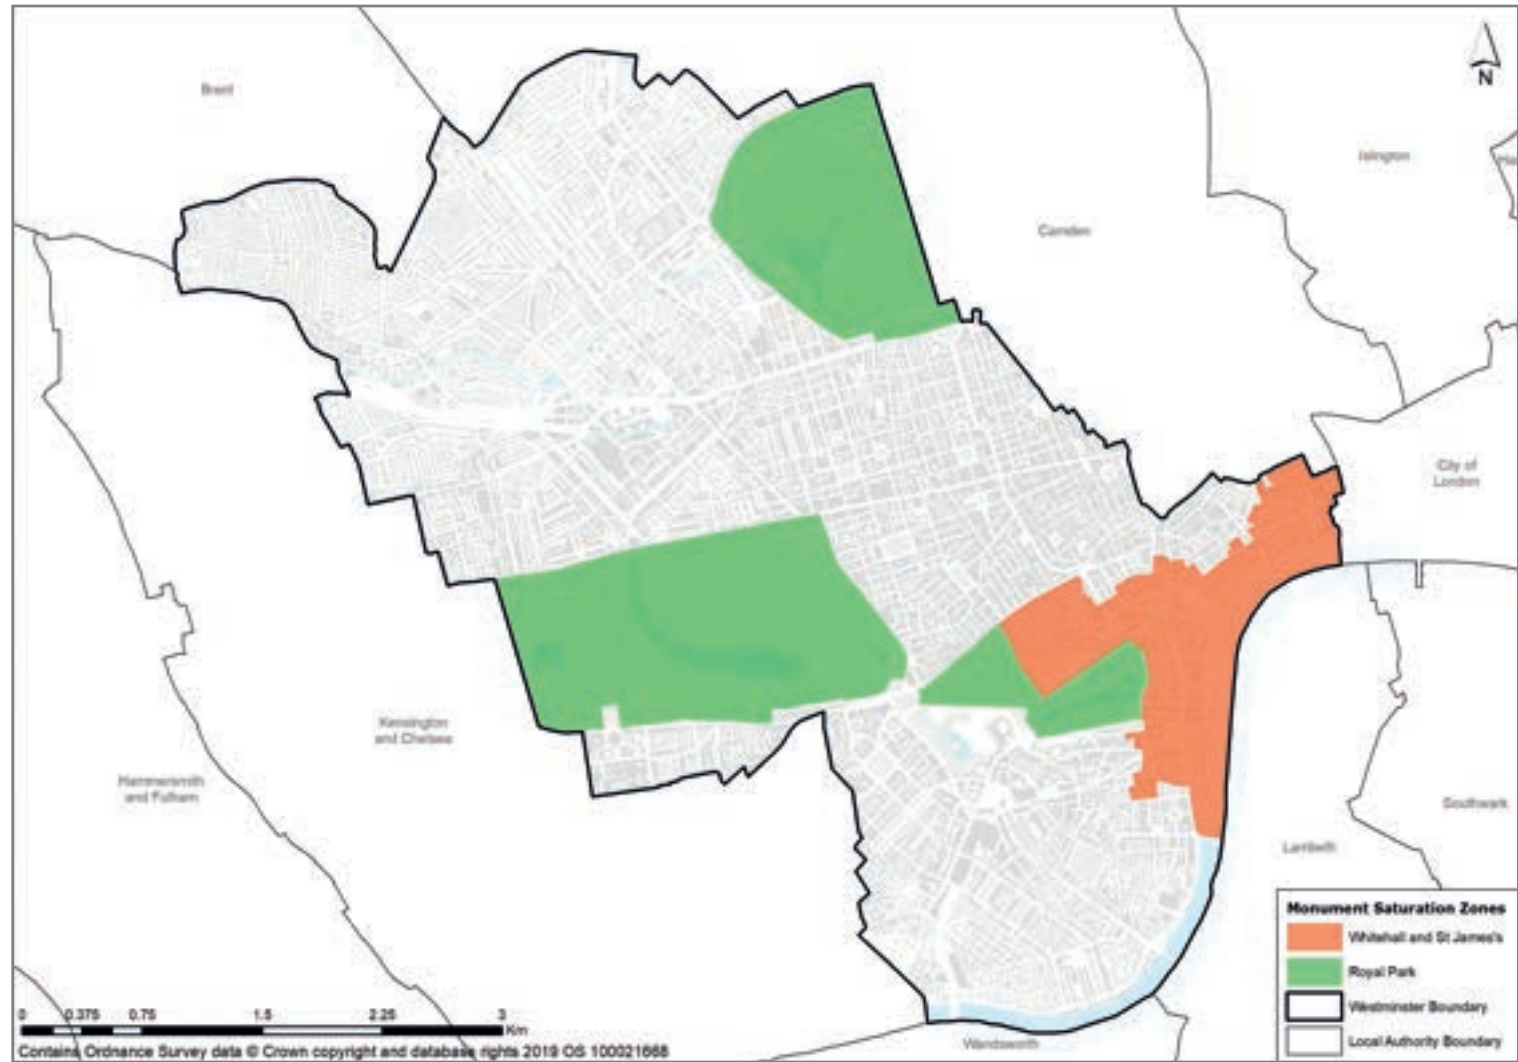 N
Brent
Islington
Camden
City of
London
Kensington
and Chelsea
Hammersmith
and Fulham
Southwark
Lambeth
Wandsworth
Monument Saturation Zones
Whitehall and St James's
Royal Park
Westminster Boundary
Local Authority Boundary
0 0.375 0.75 1.5 2.25 3
Km
Contains Ordnance Survey data © Crown copyright and database rights 2019 OS 100021668